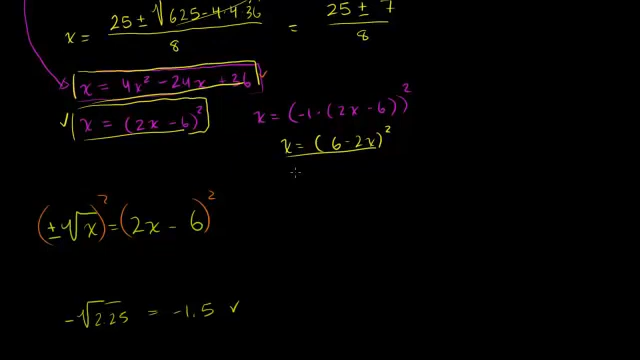 x = 25 ± √625 - 4·4·36 / 8 = 25 ± 7 / 8
x = 4x² - 24x + 36 ✓
✓ x = (2x - 6)²
x = (-1 · (2x - 6))²
x = (6 - 2x)²
(± √x)² = (2x - 6)²
-√2.25 = -1.5 ✓